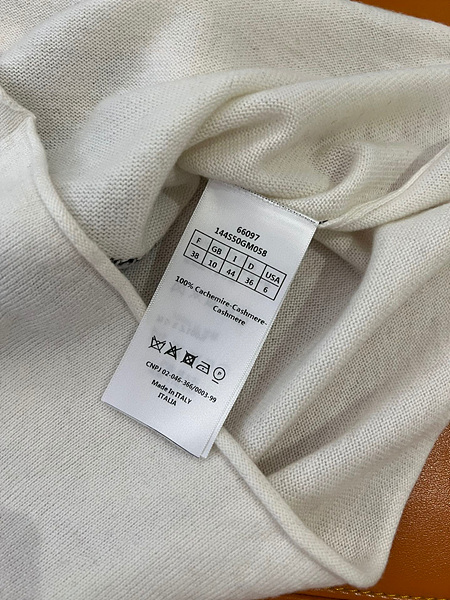 66097
144S50GM058
F GB I D USA
38 10 44 36 6
100% Cachemire-Cashmere-
Cashmere
P
CNPJ 02-046-366/0003-99
Made In ITALY
ITALIA